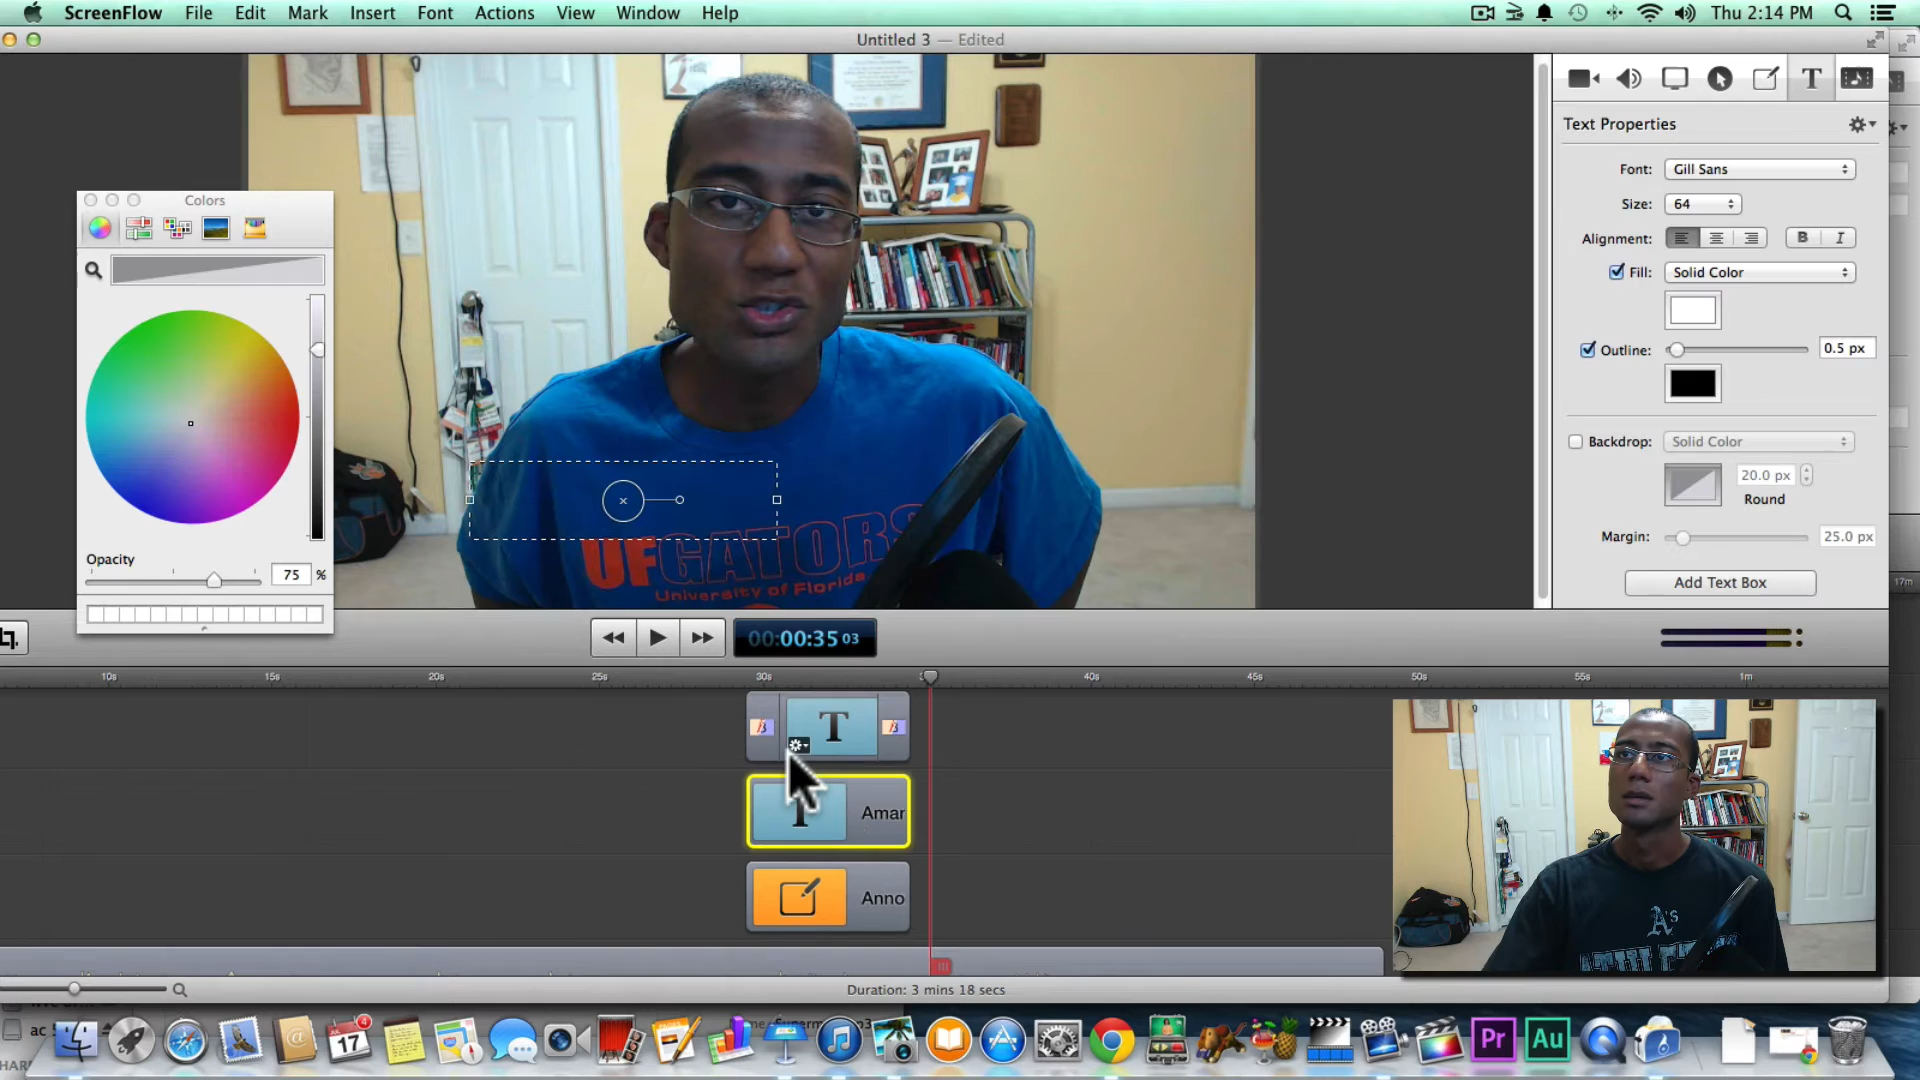 ScreenFlow File Edit Mark Insert Font Actions View Window Help Thu 2:14 PM
Untitled 3 — Edited
Colors
Opacity
75 %
Text Properties
Font: Gill Sans
Size: 64
Alignment: B I
Fill: Solid Color
Outline: 0.5 px
Backdrop: Solid Color
20.0 px
Round
Margin: 25.0 px
Add Text Box
UFGATORS
University of Florida
17m
00:00:35 03
10s 15s 20s 25s 30s 40s 45s 50s 55s 1m
T
T Amar
Anno
A's
Duration: 3 mins 18 secs
ac
17
4
Pr
Au